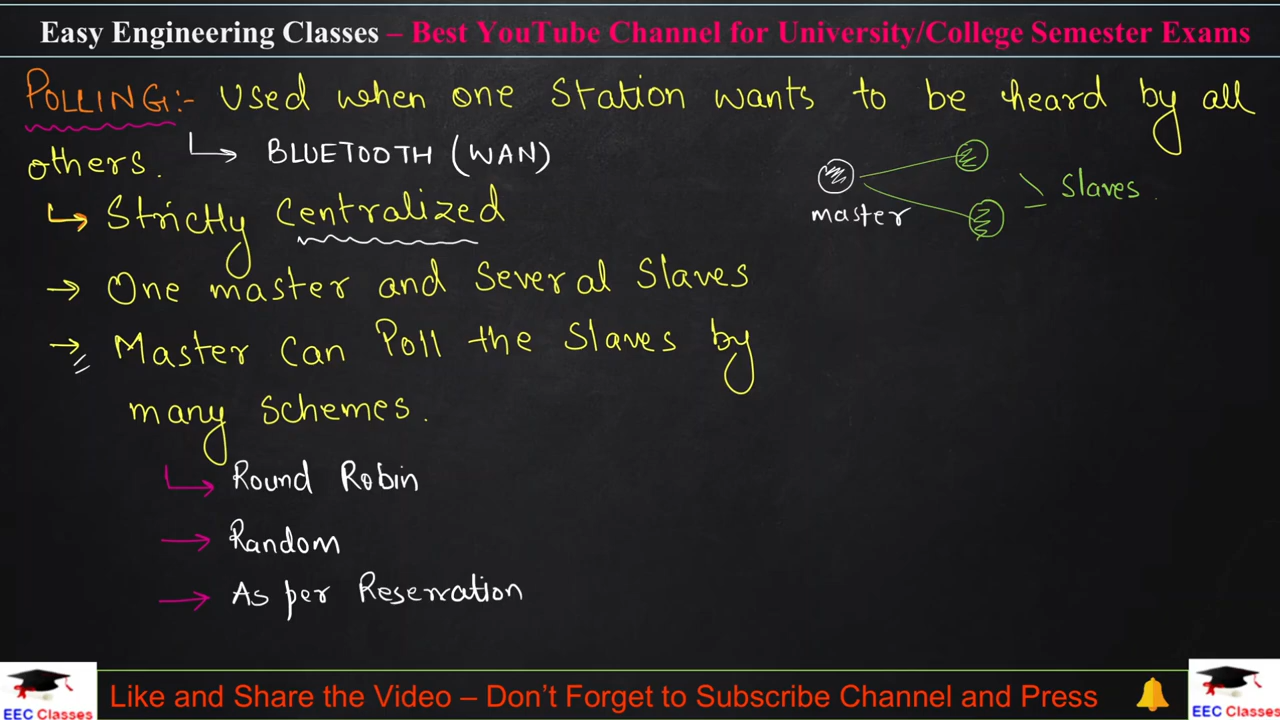 Easy Engineering Classes – Best YouTube Channel for University/College Semester Exams
POLLING:- Used when one Station wants to be heard by all
others. BLUETOOTH (WAN)
master
Slaves
Strictly Centralized
One master and Several Slaves
Master Can Poll the Slaves by
many Schemes.
Round Robin
Random
As per Reservation
EEC Classes
Like and Share the Video – Don't Forget to Subscribe Channel and Press
EEC Classes